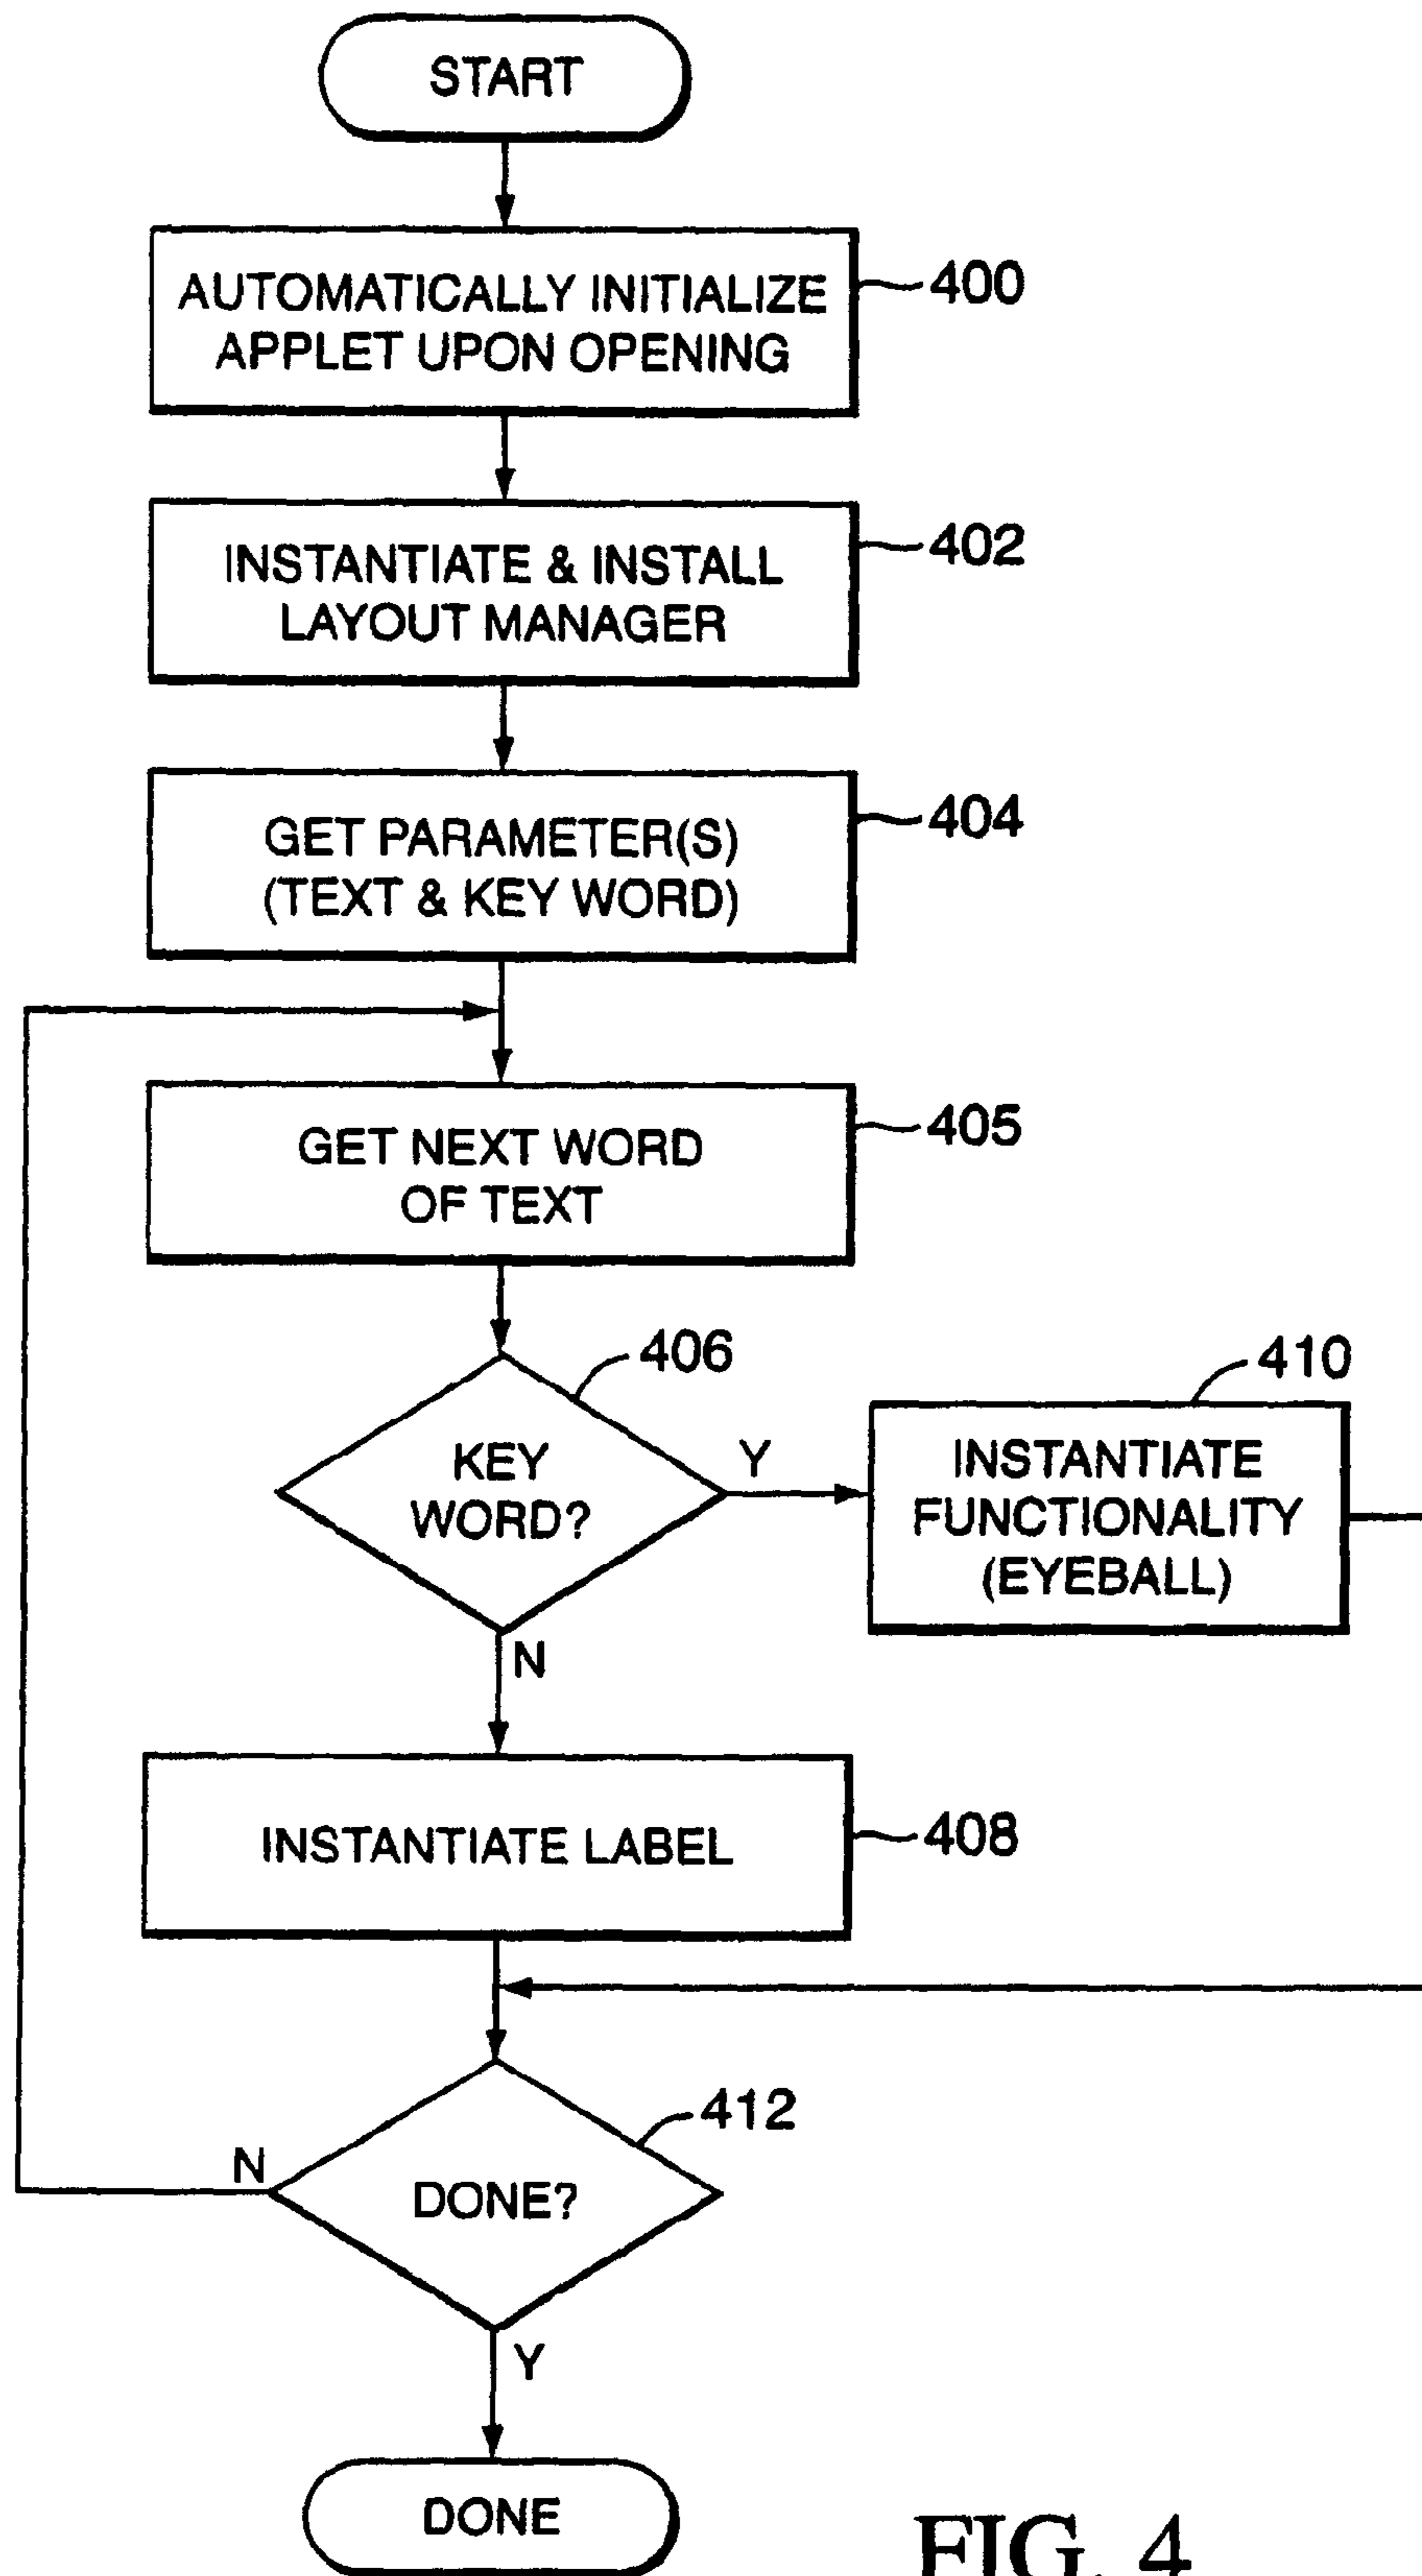 START
AUTOMATICALLY INITIALIZE
APPLET UPON OPENING
400
INSTANTIATE & INSTALL
LAYOUT MANAGER
402
GET PARAMETER(S)
(TEXT & KEY WORD)
404
GET NEXT WORD
OF TEXT
405
406
KEY
WORD?
Y
N
410
INSTANTIATE
FUNCTIONALITY
(EYEBALL)
INSTANTIATE LABEL
408
412
DONE?
N
Y
DONE
FIG. 4